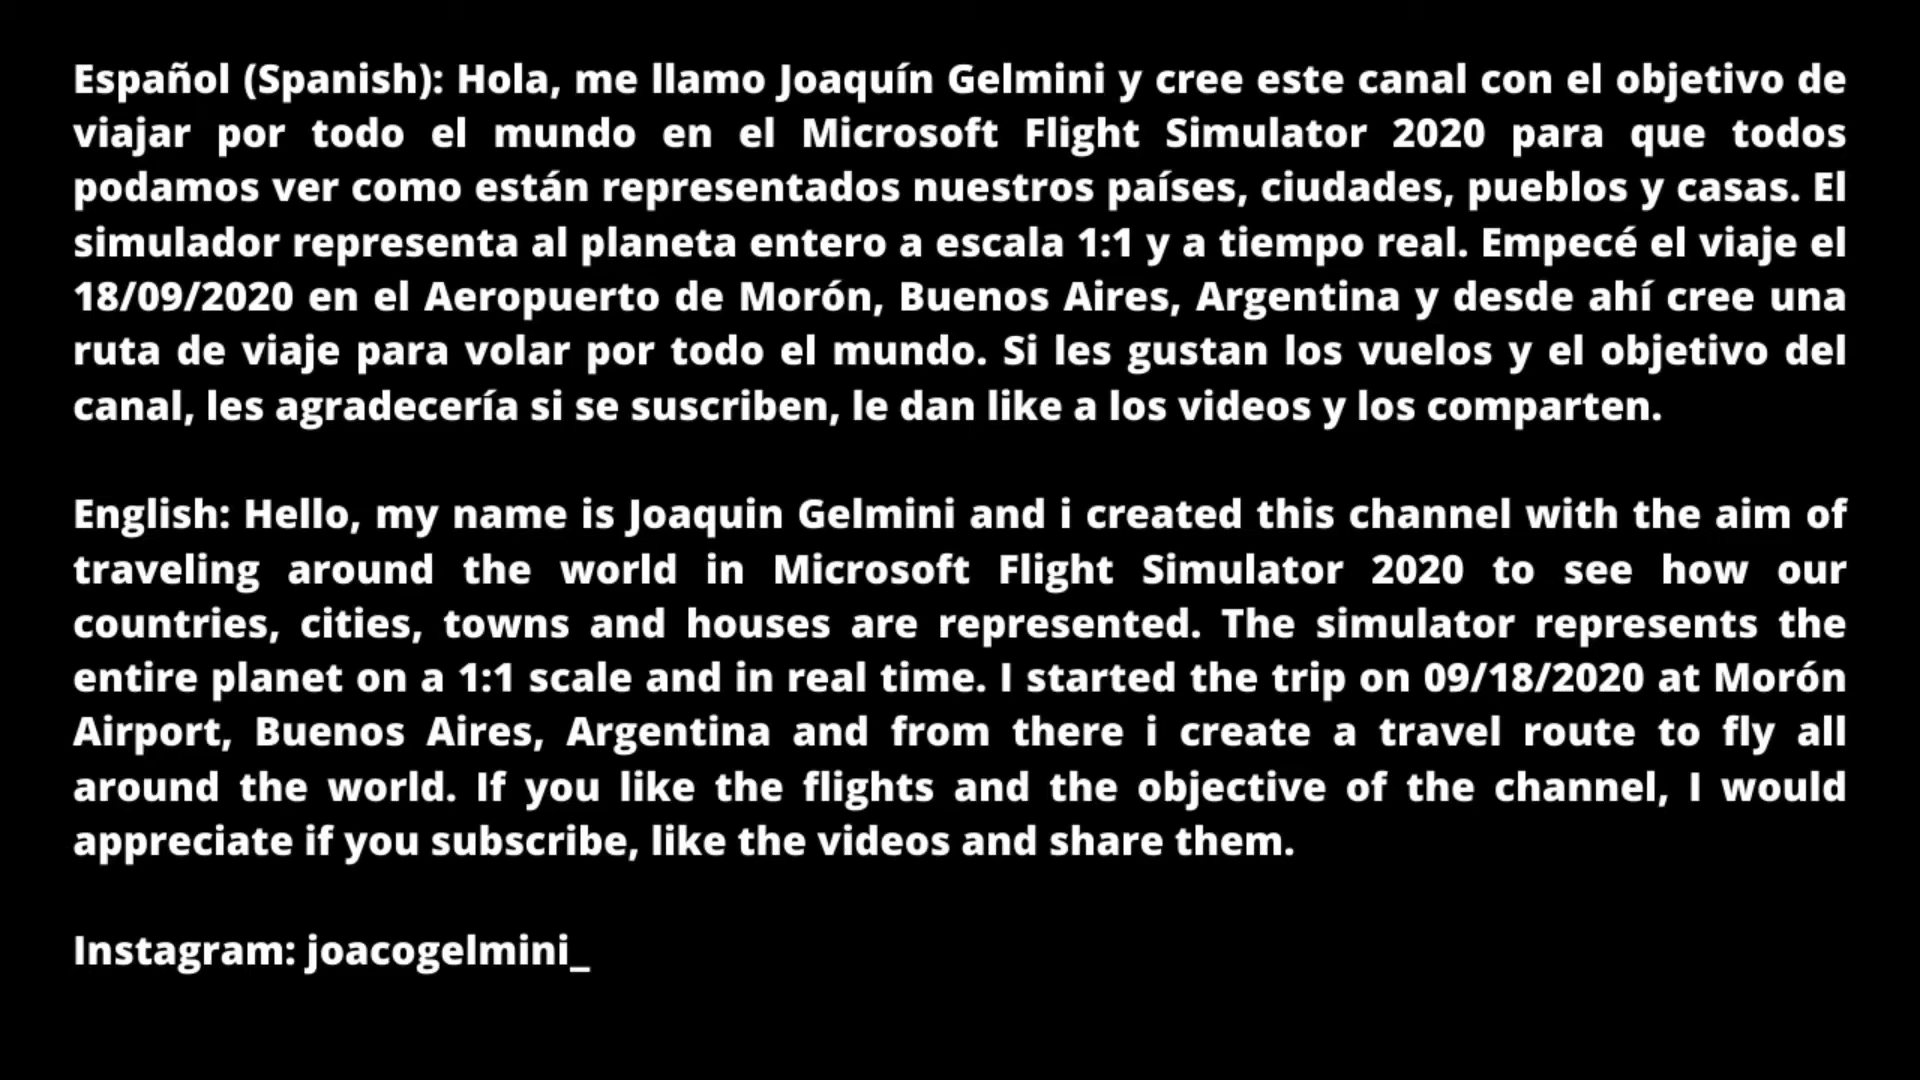 Español (Spanish): Hola, me llamo Joaquín Gelmini y cree este canal con el objetivo de
viajar por todo el mundo en el Microsoft Flight Simulator 2020 para que todos
podamos ver como están representados nuestros países, ciudades, pueblos y casas. El
simulador representa al planeta entero a escala 1:1 y a tiempo real. Empecé el viaje el
18/09/2020 en el Aeropuerto de Morón, Buenos Aires, Argentina y desde ahí cree una
ruta de viaje para volar por todo el mundo. Si les gustan los vuelos y el objetivo del
canal, les agradecería si se suscriben, le dan like a los videos y los comparten.
English: Hello, my name is Joaquin Gelmini and i created this channel with the aim of
traveling around the world in Microsoft Flight Simulator 2020 to see how our
countries, cities, towns and houses are represented. The simulator represents the
entire planet on a 1:1 scale and in real time. I started the trip on 09/18/2020 at Morón
Airport, Buenos Aires, Argentina and from there i create a travel route to fly all
around the world. If you like the flights and the objective of the channel, I would
appreciate if you subscribe, like the videos and share them.
Instagram: joacogelmini_